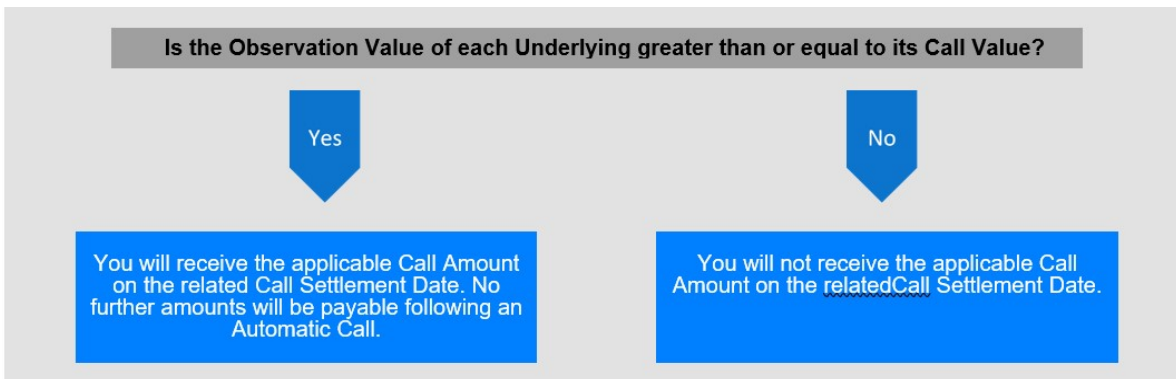 Is the Observation Value of each Underlying greater than or equal to its Call Value?
Yes
No
You will receive the applicable Call Amount
on the related Call Settlement Date. No
further amounts will be payable following an
Automatic Call.
You will not receive the applicable Call
Amount on the relatedCall Settlement Date.